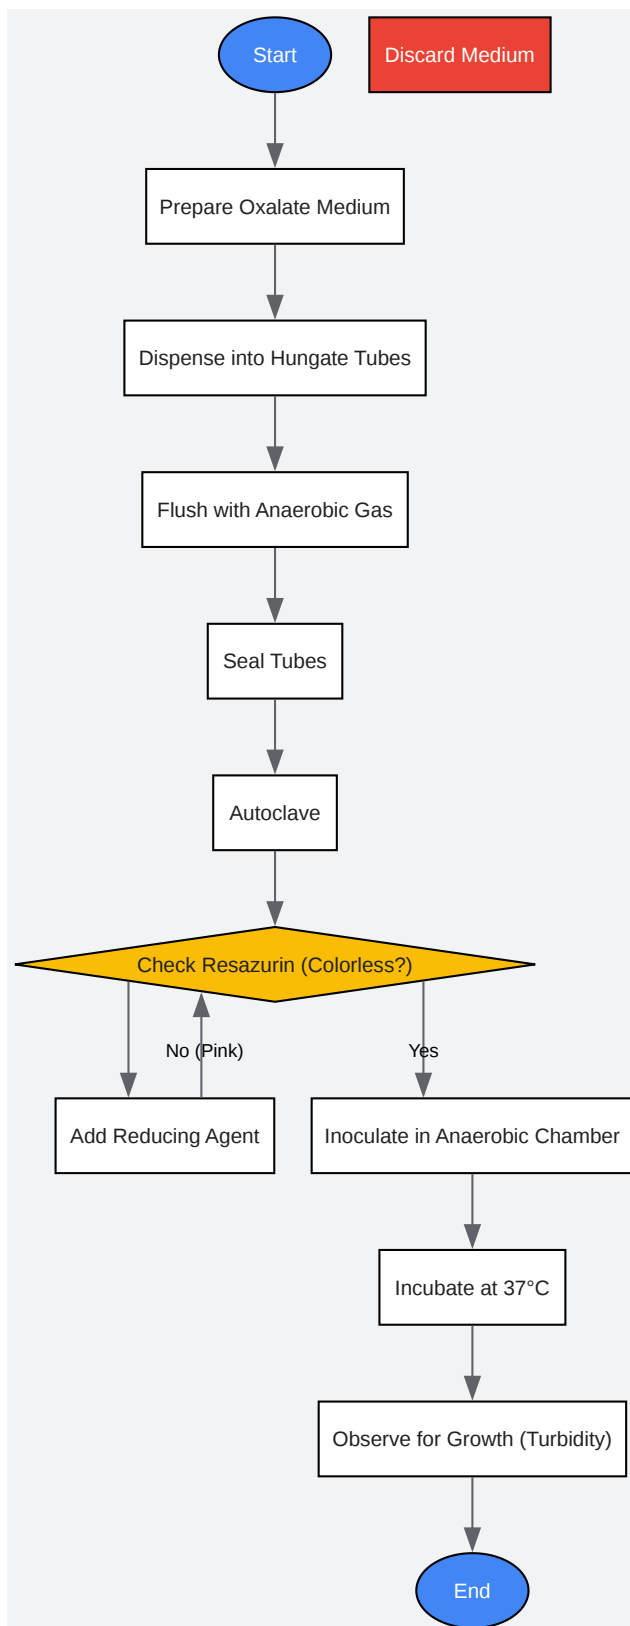 Start
Discard Medium
Prepare Oxalate Medium
Dispense into Hungate Tubes
Flush with Anaerobic Gas
Seal Tubes
Autoclave
Check Resazurin (Colorless?)
No (Pink)
Yes
Add Reducing Agent
Inoculate in Anaerobic Chamber
Incubate at 37°C
Observe for Growth (Turbidity)
End